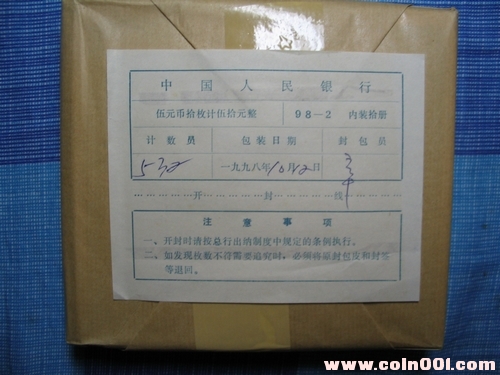 中国人民银行
伍元币拾枚计伍拾元整 98—2 内装拾册
计数员 包装日期 封包员
532 一九九八年10月12日
……………开……………封……………线……………
注意事项
一、开封时请按总行出纳制度中规定的条例执行。
二、如发现枚数不符需要追究时，必须将原封包皮和封签
等退回。
www.coin001.com